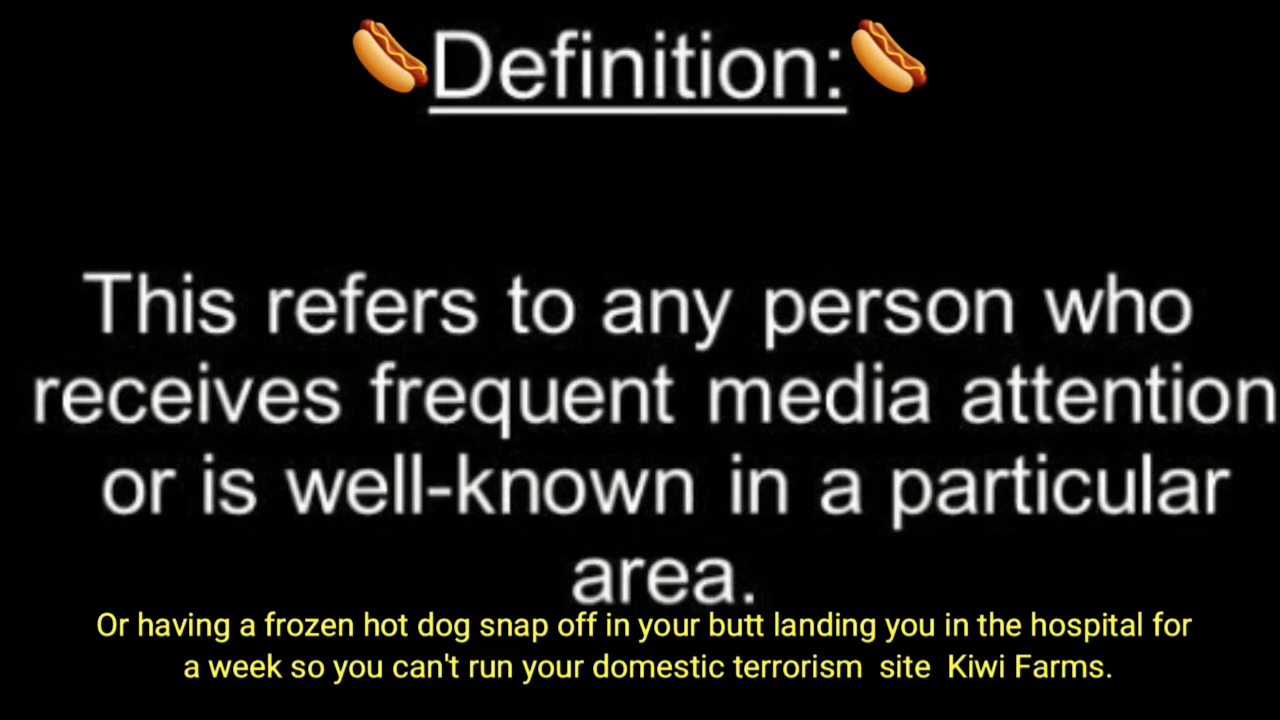 🌭Definition:🌭
This refers to any person who
receives frequent media attention
or is well-known in a particular
area.
Or having a frozen hot dog snap off in your butt landing you in the hospital for
a week so you can't run your domestic terrorism site Kiwi Farms.